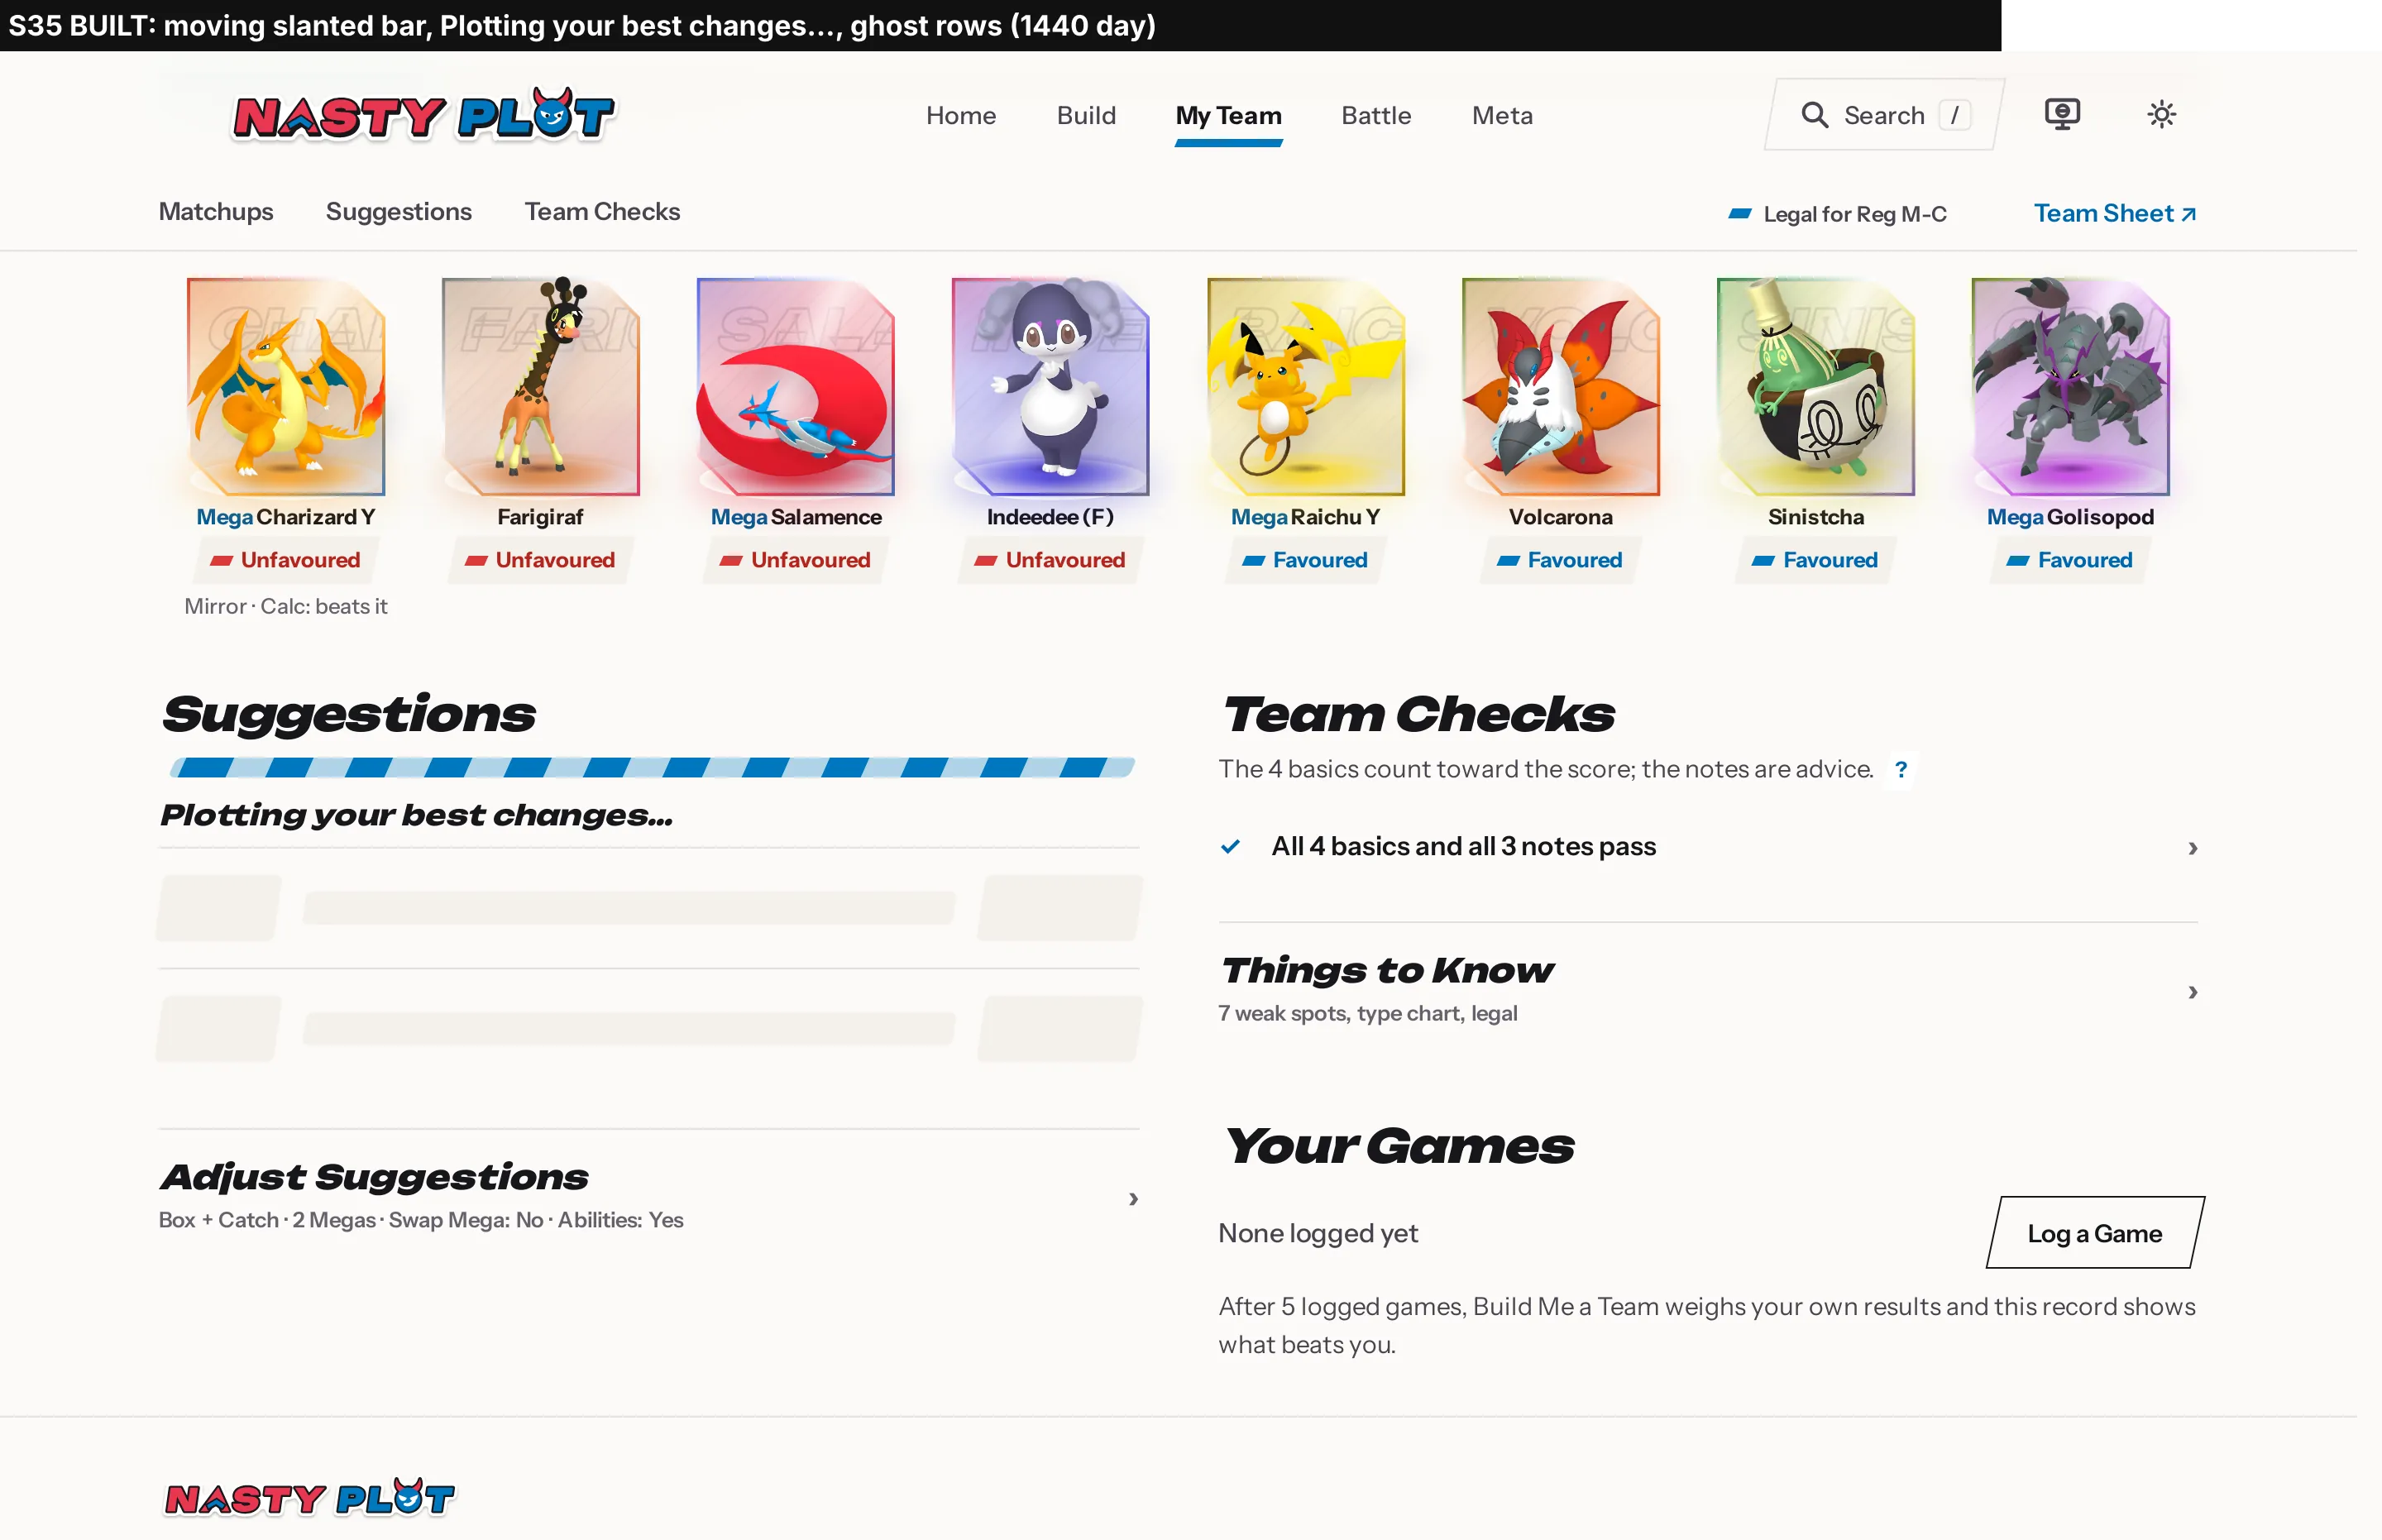 S35 BUILT: moving slanted bar, Plotting your best changes..., ghost rows (1440 day)
NASTY PLOT
Home Build My Team Battle Meta
Search /
Matchups Suggestions Team Checks
Legal for Reg M-C
Team Sheet ↗
CHA FARI SALA RAIC SINIS
Mega Charizard Y Farigiraf Mega Salamence Indeedee (F) Mega Raichu Y Volcarona Sinistcha Mega Golisopod
Unfavoured Unfavoured Unfavoured Unfavoured Favoured Favoured Favoured Favoured
Mirror · Calc: beats it
Suggestions
Plotting your best changes...
Adjust Suggestions
Box + Catch · 2 Megas · Swap Mega: No · Abilities: Yes
Team Checks
The 4 basics count toward the score; the notes are advice. ?
All 4 basics and all 3 notes pass
Things to Know
7 weak spots, type chart, legal
Your Games
None logged yet
Log a Game
After 5 logged games, Build Me a Team weighs your own results and this record shows
what beats you.
NASTY PLOT